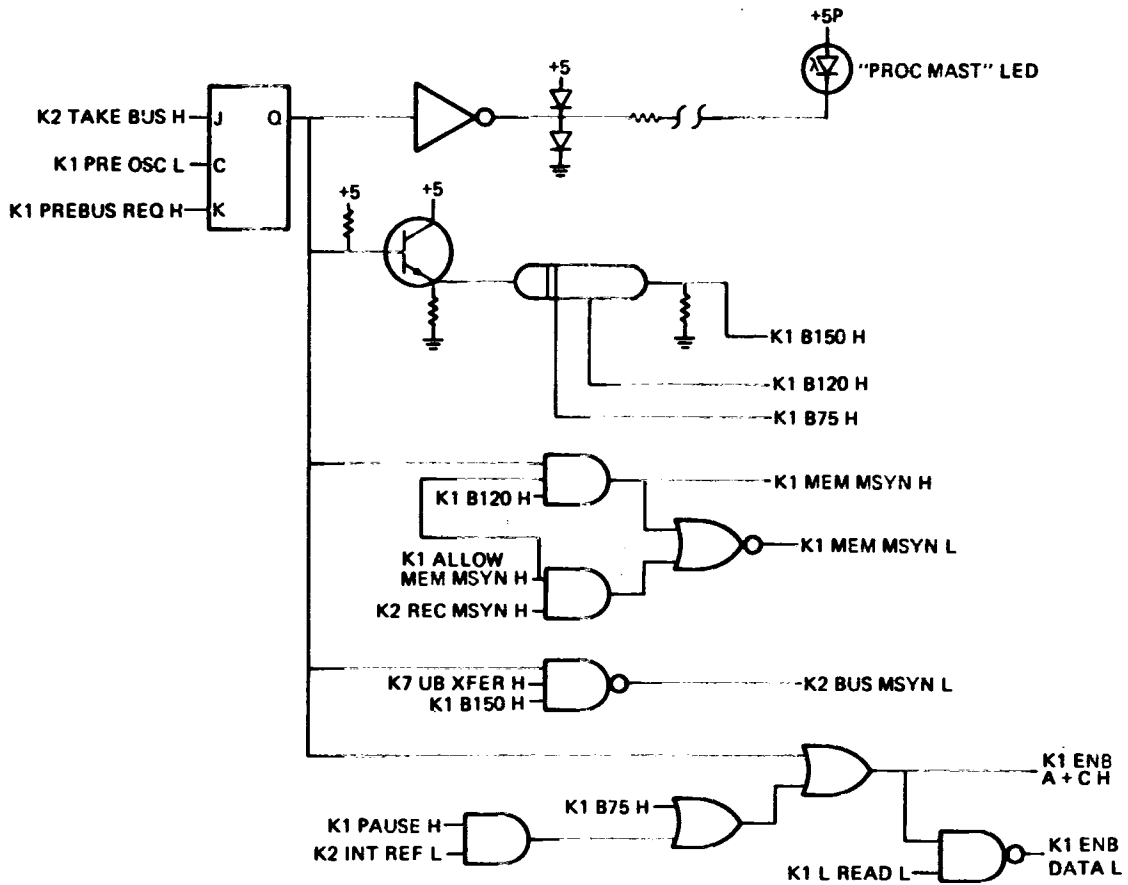 +5P
"PROC MAST" LED
λ
+5
K2 TAKE BUS H
J
Q
K1 PRE OSC L
C
K1 PREBUS REQ H
K
+5
+5
K1 B150 H
K1 B120 H
K1 B75 H
K1 B120 H
K1 MEM MSYN H
K1 MEM MSYN L
K1 ALLOW
MEM MSYN H
K2 REC MSYN H
K7 UB XFER H
K1 B150 H
K2 BUS MSYN L
K1 ENB
A + C H
K1 B75 H
K1 PAUSE H
K2 INT REF L
K1 L READ L
K1 ENB
DATA L